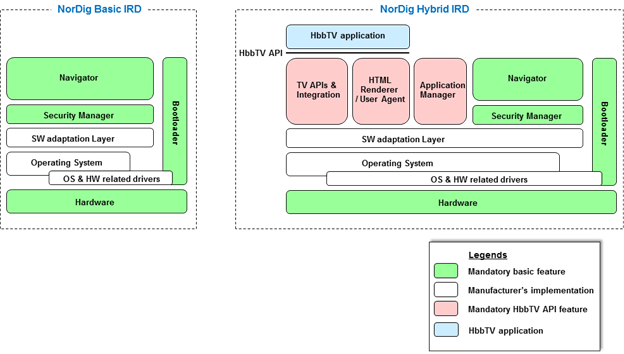 NorDig Basic IRD
Navigator
Security Manager
SW adaptation Layer
Operating System
OS & HW related drivers
Hardware
Bootloader
NorDig Hybrid IRD
HbbTV application
HbbTV API
TV APIs &
Integration
HTML
Renderer
/ User Agent
Application
Manager
Navigator
Security Manager
SW adaptation Layer
Operating System
OS & HW related drivers
Hardware
Bootloader
Legends
Mandatory basic feature
Manufacturer's implementation
Mandatory HbbTV API feature
HbbTV application